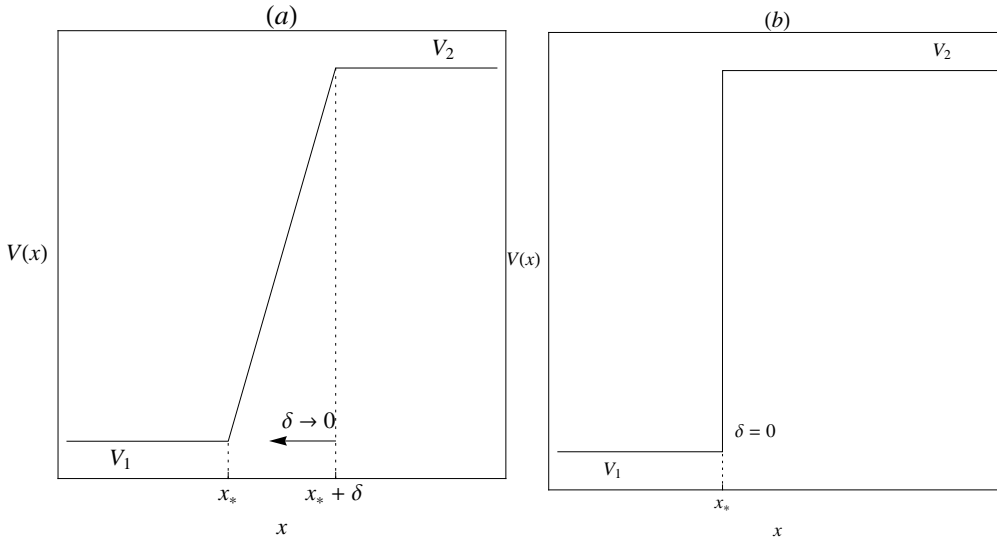 (a)
V₂
V(x)
δ → 0
V₁
x* x* + δ
x
(b)
V₂
V(x)
δ = 0
V₁
x*
x